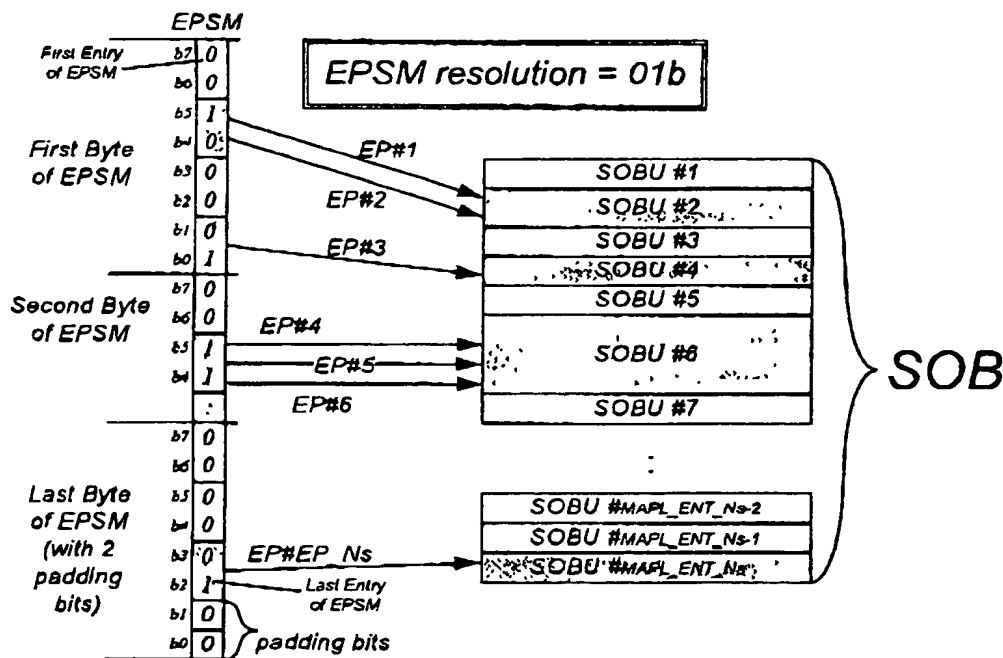 EPSM
EPSM resolution = 01b
First Entry
of EPSM
b7 0
b6 0
b5 1
b4 0
b3 0
b2 0
b1 0
b0 1
First Byte
of EPSM
EP#1
EP#2
EP#3
b7 0
b6 0
b5 1
b4 1
:
Second Byte
of EPSM
EP#4
EP#5
EP#6
b7 0
b6 0
b5 0
b4 0
b3 0
b2 1
b1 0
b0 0
Last Byte
of EPSM
(with 2
padding
bits)
EP#EP_Ns
Last Entry
of EPSM
padding bits
SOBU #1
SOBU #2
SOBU #3
SOBU #4
SOBU #5
SOBU #6
SOBU #7
:
SOBU #MAPL_ENT_Ns-2
SOBU #MAPL_ENT_Ns-1
SOBU #MAPL_ENT_Ns
SOB